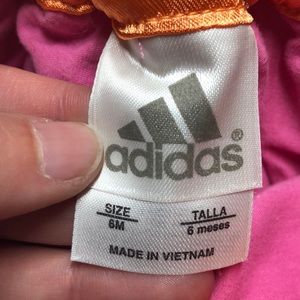 adidas®
SIZE
6M
TALLA
6 meses
MADE IN VIETNAM